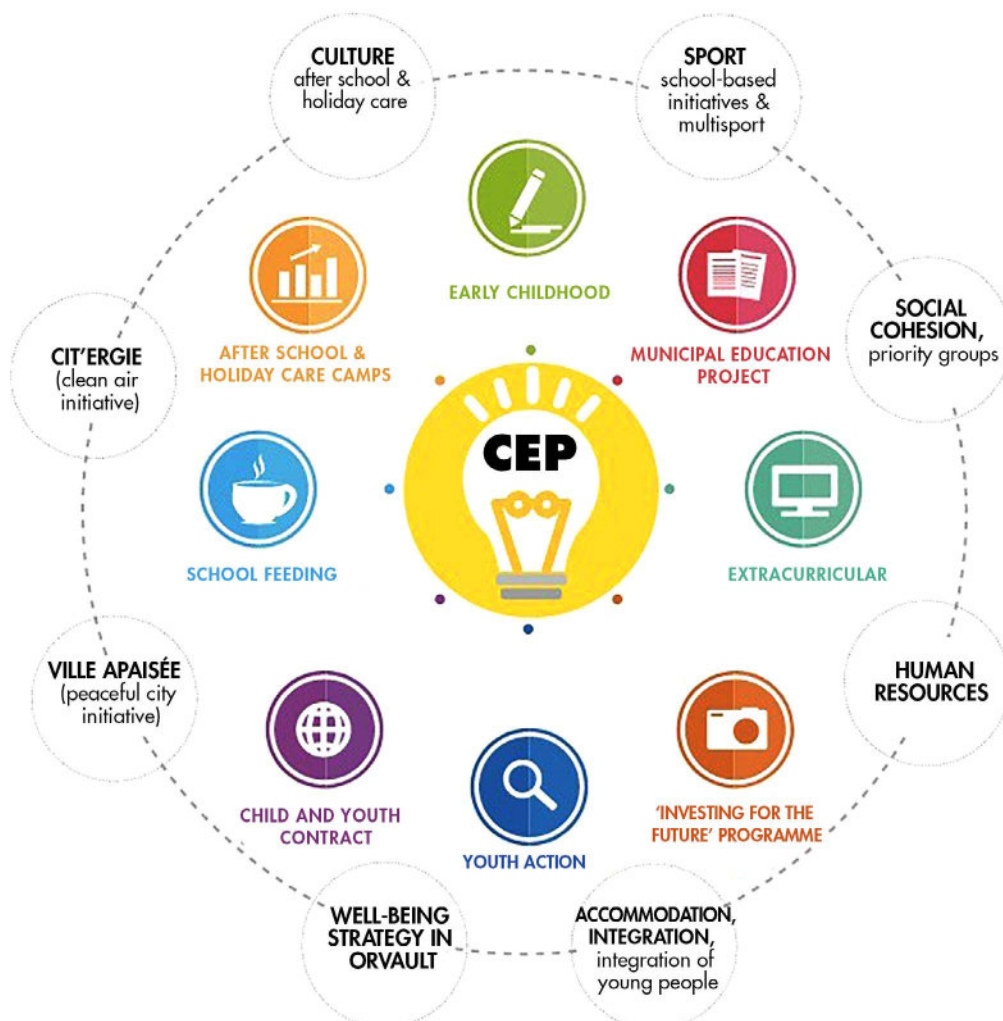 CULTURE
after school &
holiday care
SPORT
school-based
initiatives &
multisport
EARLY CHILDHOOD
AFTER SCHOOL &
HOLIDAY CARE CAMPS
MUNICIPAL EDUCATION
PROJECT
SOCIAL
COHESION,
priority groups
CIT'ERGIE
(clean air
initiative)
CEP
SCHOOL FEEDING
EXTRACURRICULAR
VILLE APAISÉE
(peaceful city
initiative)
HUMAN
RESOURCES
CHILD AND YOUTH
CONTRACT
YOUTH ACTION
'INVESTING FOR THE
FUTURE' PROGRAMME
WELL-BEING
STRATEGY IN
ORVAULT
ACCOMMODATION,
INTEGRATION,
integration of
young people